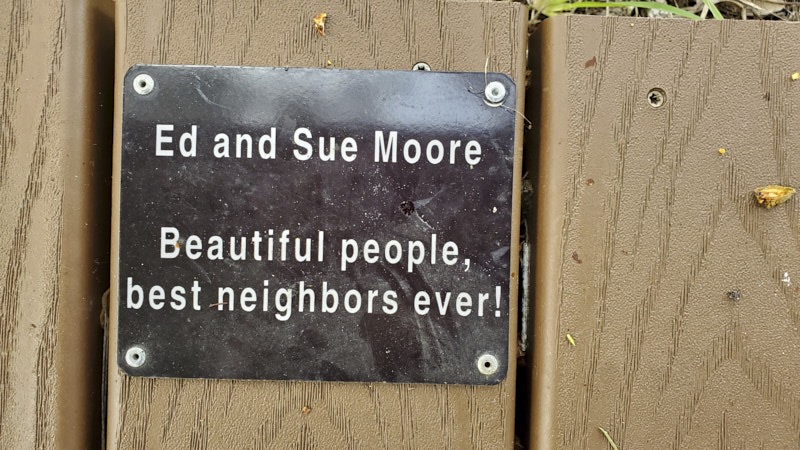 Ed and Sue Moore
Beautiful people,
best neighbors ever!